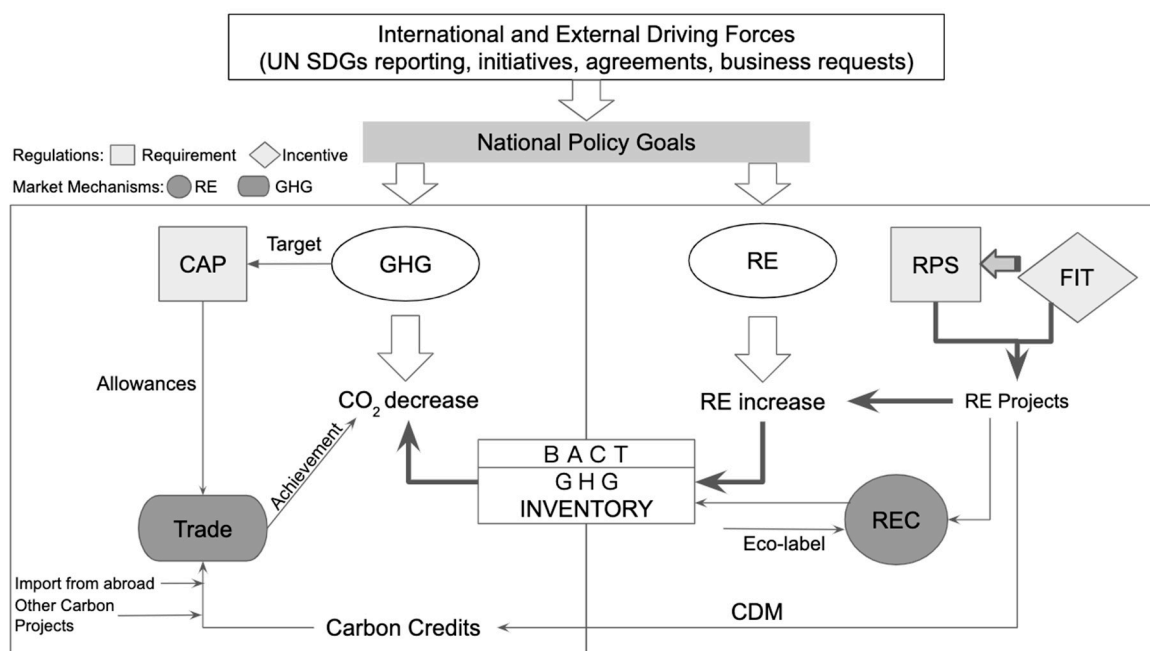 International and External Driving Forces
(UN SDGs reporting, initiatives, agreements, business requests)
National Policy Goals
Regulations: Requirement Incentive
Market Mechanisms: RE GHG
CAP
Target
GHG
RE
RPS
FIT
Allowances
CO2 decrease
RE increase
RE Projects
Achievement
B A C T
G H G
INVENTORY
Trade
REC
Eco-label
Import from abroad
Other Carbon
Projects
Carbon Credits
CDM